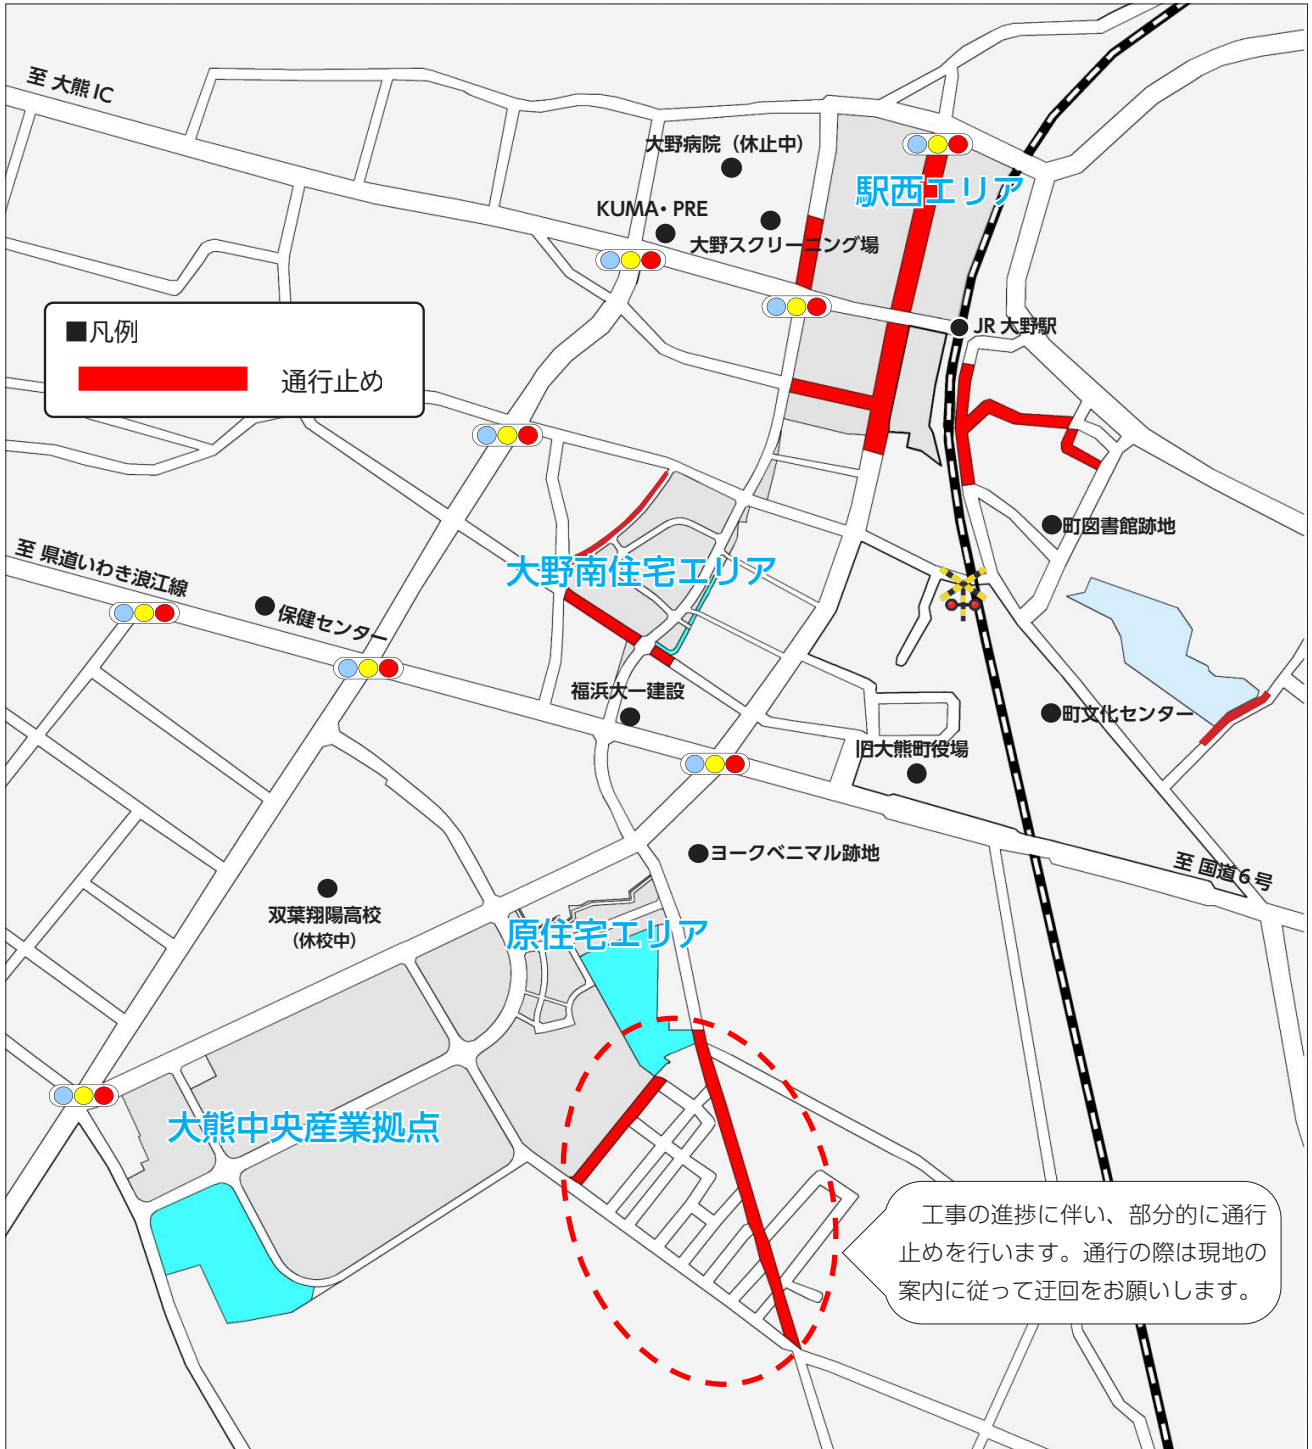 至 大熊 IC
大野病院（休止中）
駅西エリア
KUMA・PRE
大野スクリーニング場
■凡例
通行止め
JR 大野駅
町図書館跡地
至 県道いわき浪江線
大野南住宅エリア
保健センター
福浜大一建設
町文化センター
旧大熊町役場
ヨークベニマル跡地
至 国道６号
双葉翔陽高校
（休校中）
原住宅エリア
大熊中央産業拠点
工事の進捗に伴い、部分的に通行
止めを行います。通行の際は現地の
案内に従って迂回をお願いします。